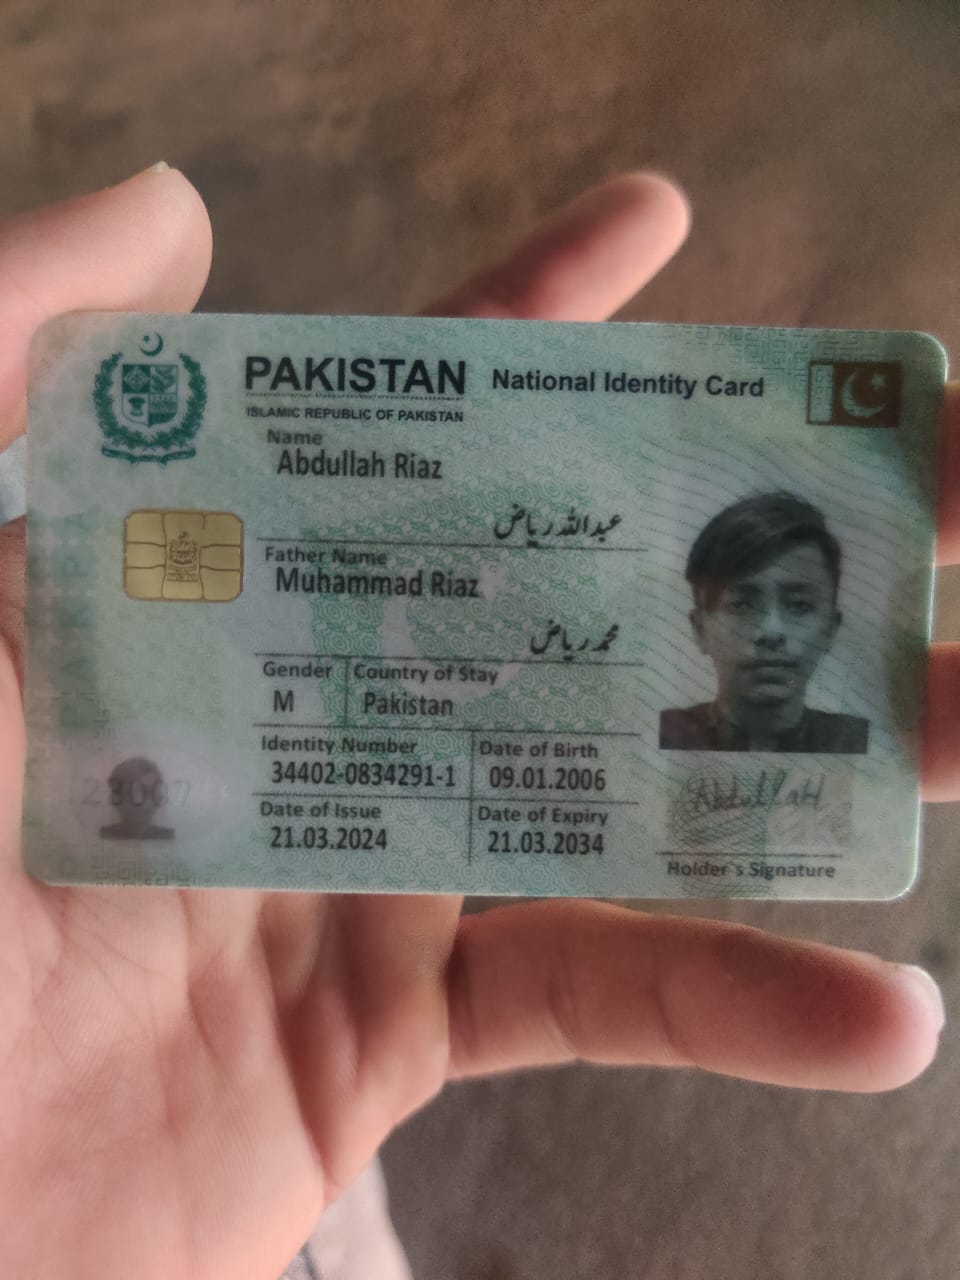 PAKISTAN National Identity Card
ISLAMIC REPUBLIC OF PAKISTAN
Name
Abdullah Riaz
عبداللہ ریاض
Father Name
Muhammad Riaz
محمد ریاض
Gender Country of Stay
M Pakistan
Identity Number Date of Birth
34402-0834291-1 09.01.2006
Date of Issue Date of Expiry
21.03.2024 21.03.2034
Abdullah
Holder's Signature